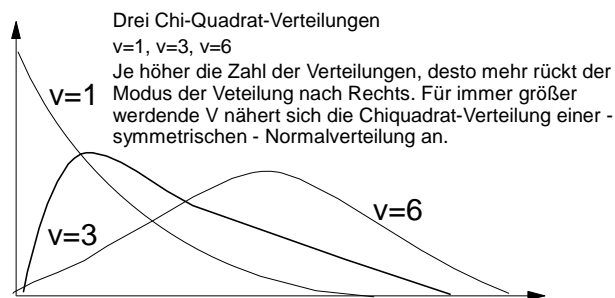 Drei Chi-Quadrat-Verteilungen
v=1, v=3, v=6
Je höher die Zahl der Verteilungen, desto mehr rückt der
Modus der Veteilung nach Rechts. Für immer größer
werdende V nähert sich die Chiquadrat-Verteilung einer -
symmetrischen - Normalverteilung an.
v=1
v=6
v=3